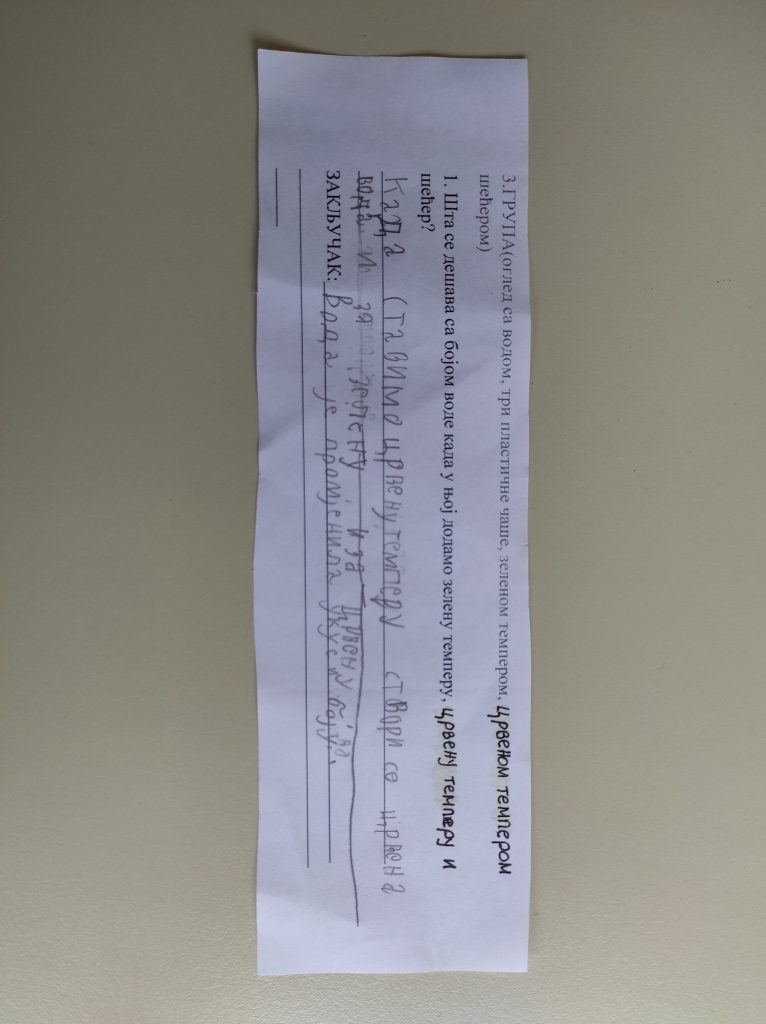 3.ГРУПА(оглед са водом, три пластичне чаше, зеленом темпером, црвеном темпером
шећером)
1. Шта се дешава са бојом воде када у њој додамо зелену темперу, црвену темперу и
шећер?
Када ставимо црвену темперу створи се црвена
вода и за зелену и за црвену
ЗАКЉУЧАК: Вода је промјенила укус и боју.